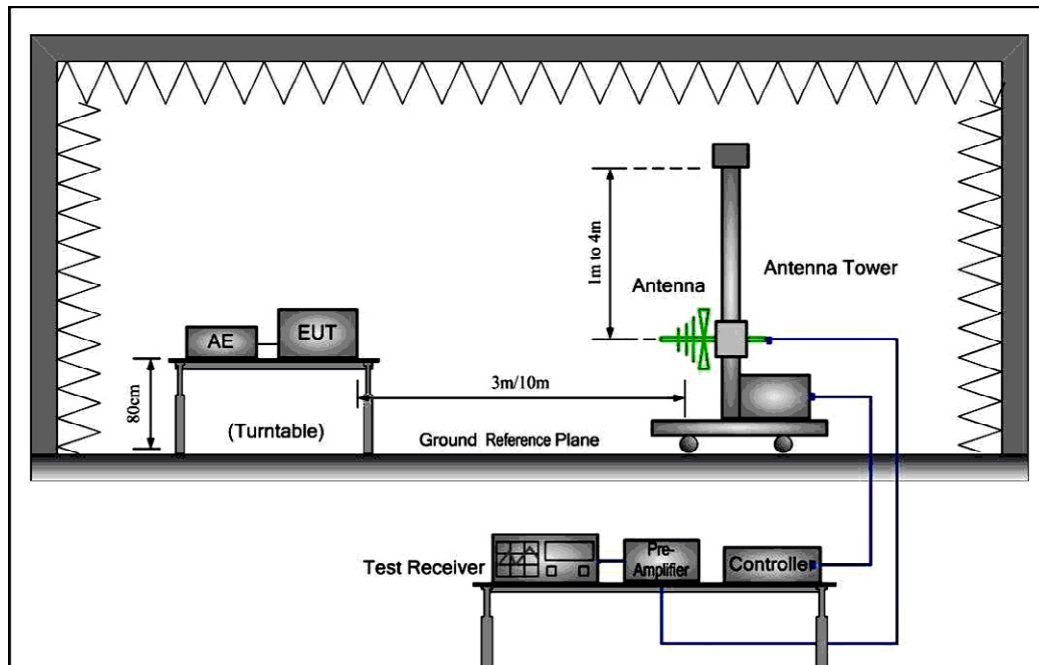 1m to 4m
Antenna Tower
Antenna
AE
EUT
80cm
3m/10m
(Turntable)
Ground Reference Plane
Test Receiver
Pre-
Amplifier
Controller